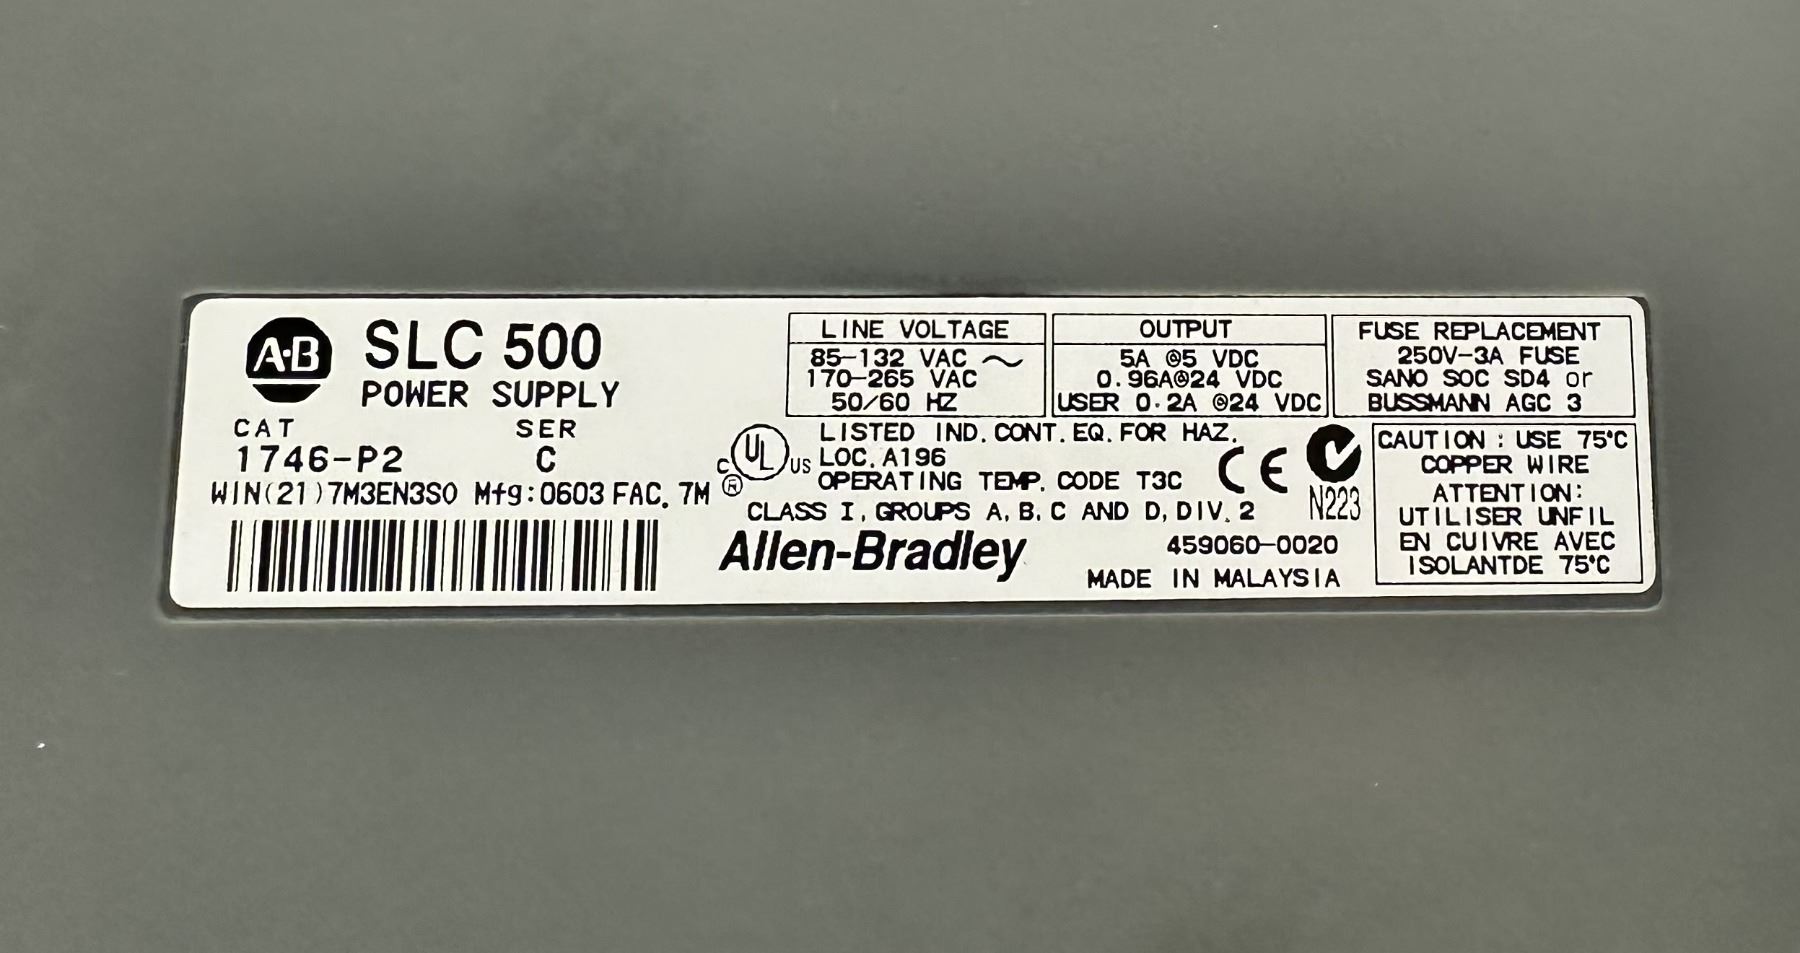 A·B SLC 500
POWER SUPPLY
CAT SER
1746-P2 C
WIN(21)7M3EN3S0 Mfg:0603 FAC. 7M
LINE VOLTAGE
85-132 VAC ~
170-265 VAC
50/60 HZ
OUTPUT
5A @5 VDC
0.96A@24 VDC
USER 0.2A @24 VDC
FUSE REPLACEMENT
250V-3A FUSE
SANO SOC SD4 or
BUSSMANN AGC 3
C UL US ®
LISTED IND. CONT. EQ. FOR HAZ.
LOC. A196
OPERATING TEMP. CODE T3C
CLASS I, GROUPS A, B, C AND D, DIV. 2
CE
N223
Allen-Bradley
459060-0020
MADE IN MALAYSIA
CAUTION : USE 75°C
COPPER WIRE
ATTENTION:
UTILISER UNFIL
EN CUIVRE AVEC
ISOLANTDE 75°C